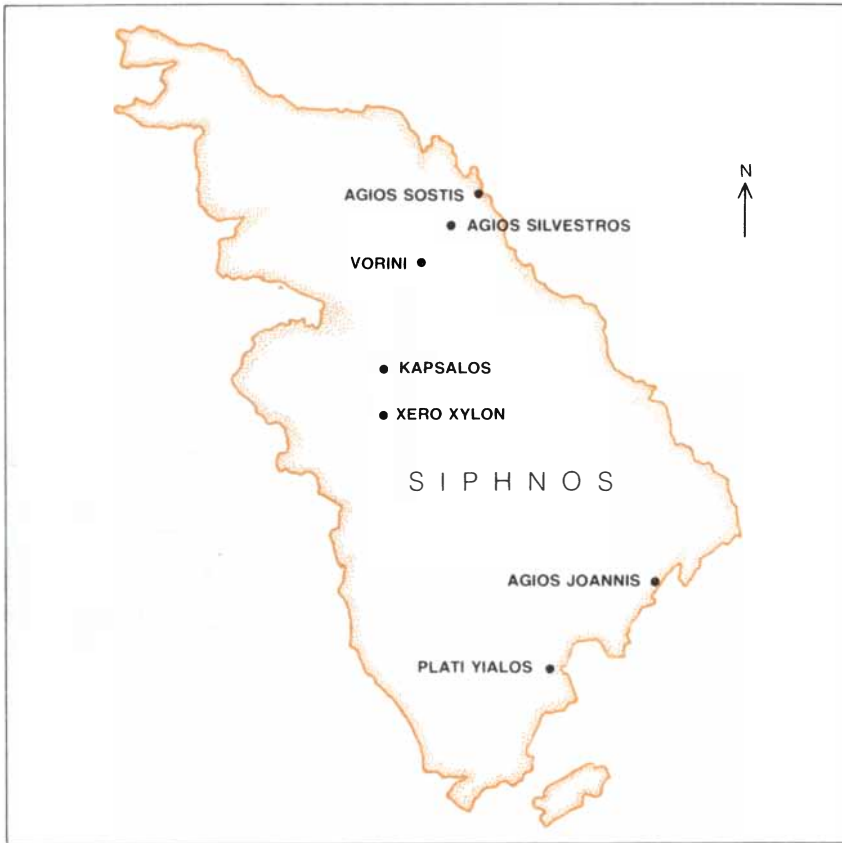 N
AGIOS SOSTIS
AGIOS SILVESTROS
VORINI
KAPSALOS
XERO XYLON
SIPHNOS
AGIOS JOANNIS
PLATI YIALOS